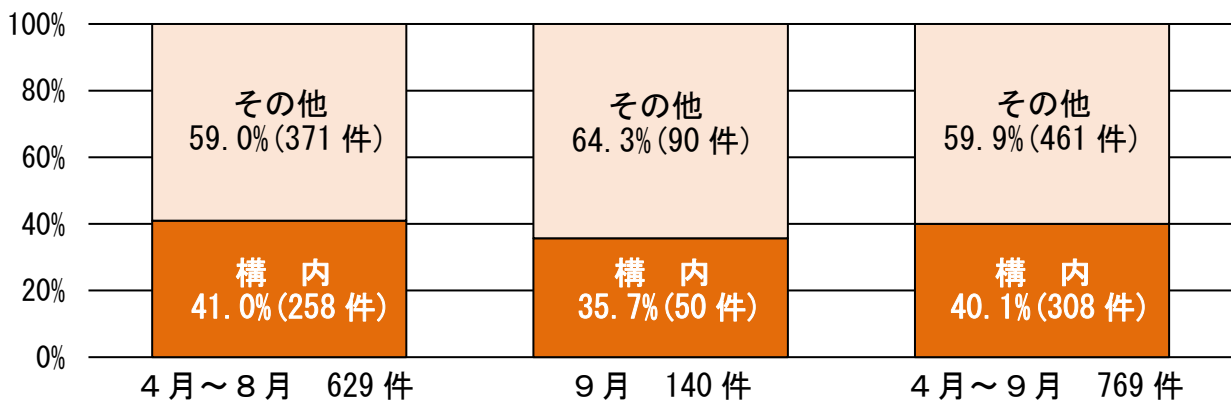 100%
80%
60%
40%
20%
0%
その他
59.0%(371 件)
構　内
41.0%(258 件)
その他
64.3%(90 件)
構　内
35.7%(50 件)
その他
59.9%(461 件)
構　内
40.1%(308 件)
４月～８月　629 件
９月　140 件
４月～９月　769 件